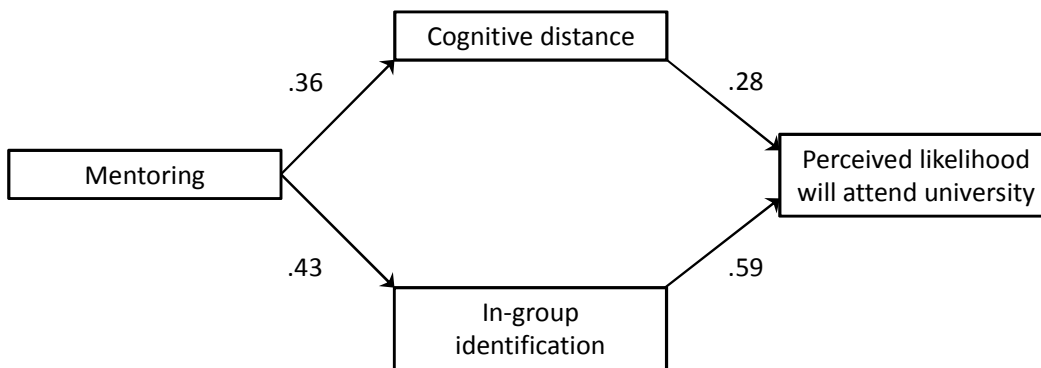 Cognitive distance
.36
.28
Mentoring
Perceived likelihood
will attend university
.43
.59
In-group
identification